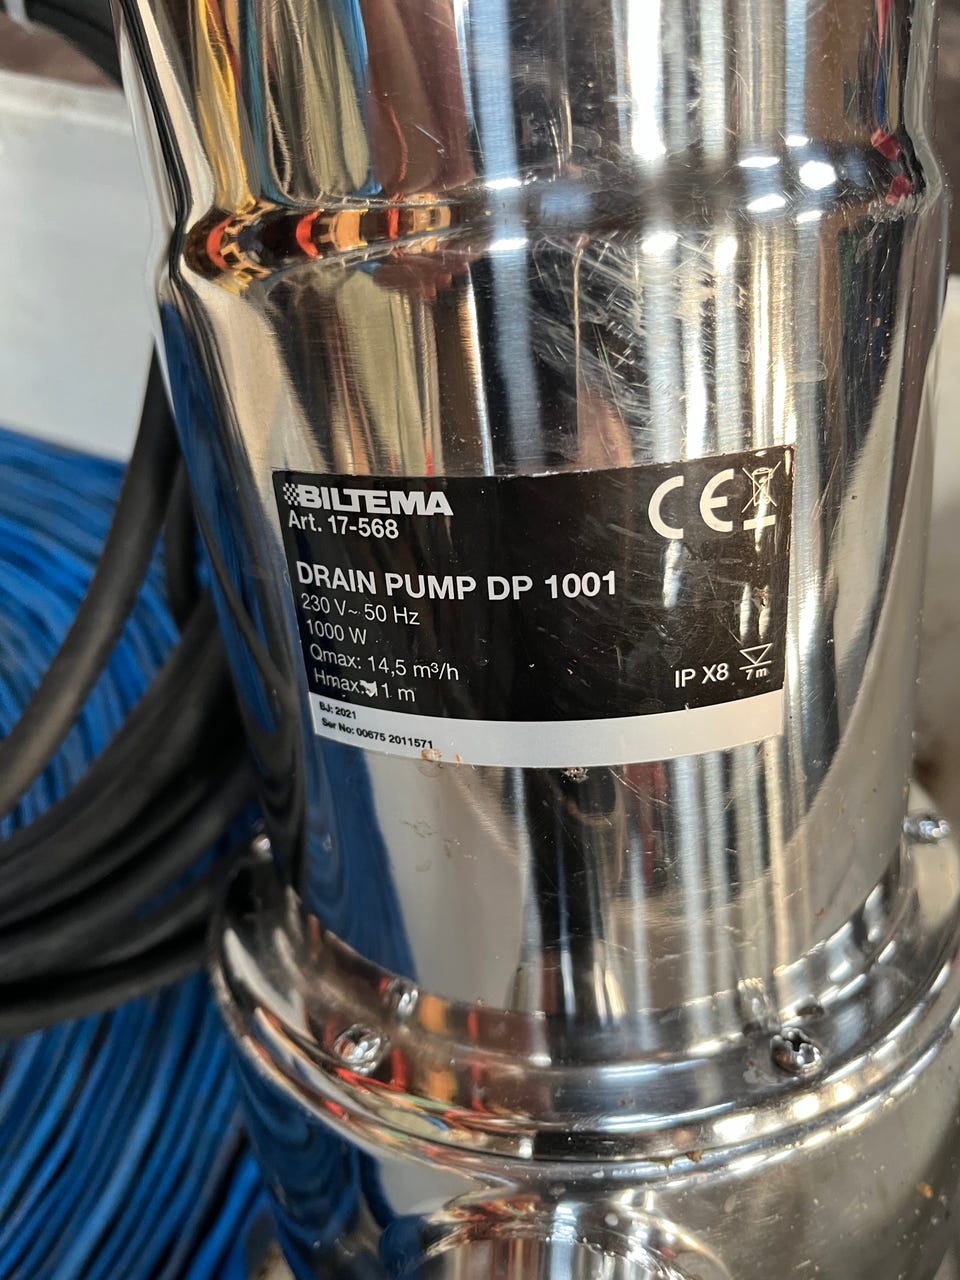 BILTEMA
Art. 17-568
CE
DRAIN PUMP DP 1001
230 V~ 50 Hz
1000 W
Qmax: 14,5 m³/h
Hmax: 11 m
IP X8
7 m
BJ: 2021
Ser No: 00675 2011571